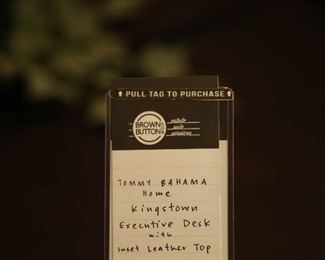 ↑ PULL TAG TO PURCHASE ↑
BROWN BUTTON
estate
sale
services
TOMMY BAHAMA
Home
Kingstown
Executive Desk
with
Inset Leather Top